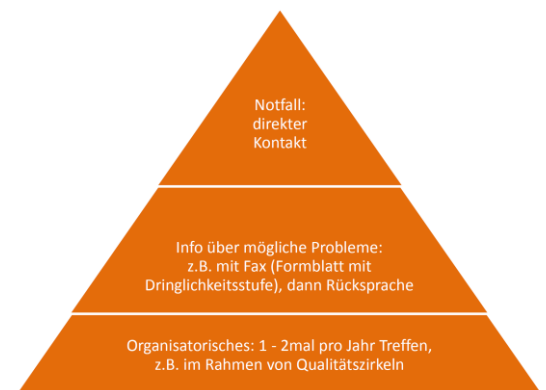 Notfall:
direkter
Kontakt
Info über mögliche Probleme:
z.B. mit Fax (Formblatt mit
Dringlichkeitsstufe), dann Rücksprache
Organisatorisches: 1 - 2mal pro Jahr Treffen,
z.B. im Rahmen von Qualitätszirkeln